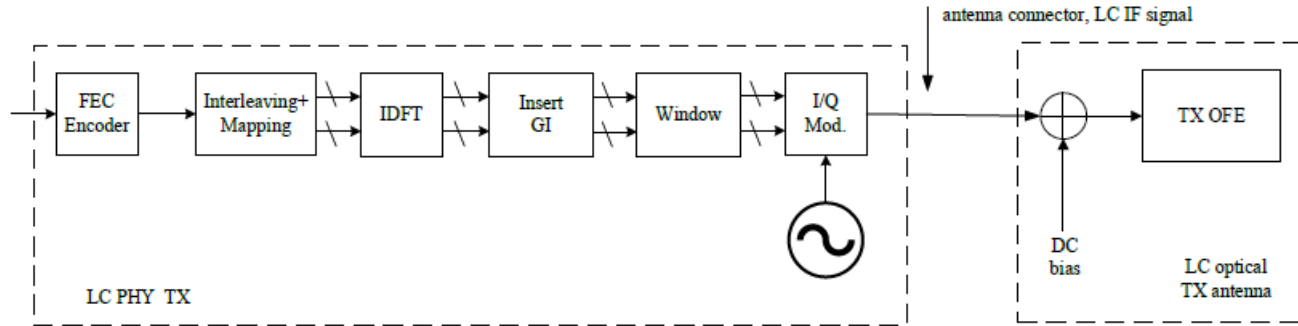 antenna connector, LC IF signal
FEC
Encoder
Interleaving+
Mapping
IDFT
Insert
GI
Window
I/Q
Mod.
TX OFE
DC
bias
LC PHY TX
LC optical
TX antenna